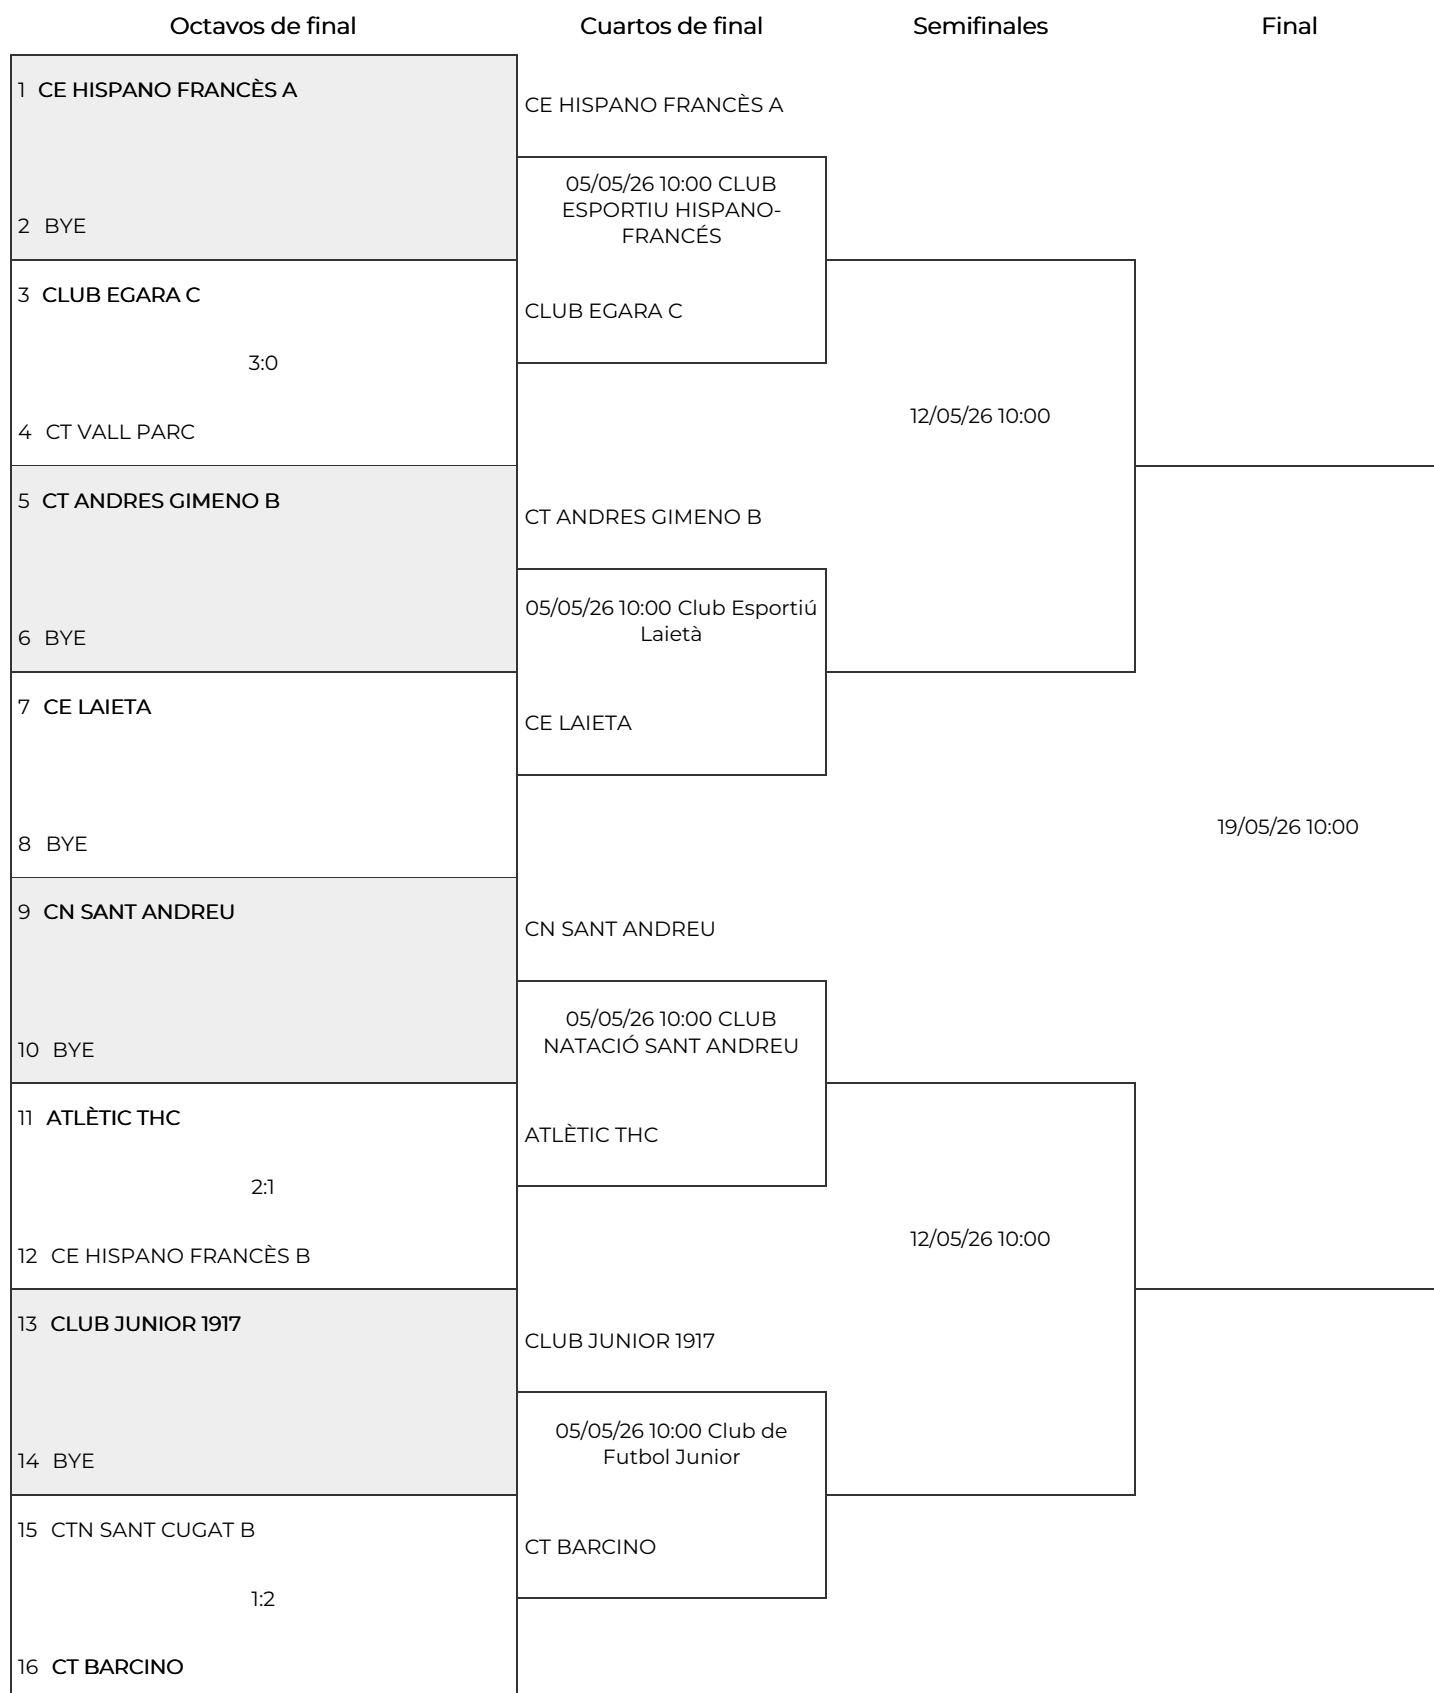 Octavos de final
Cuartos de final
Semifinales
Final
1 CE HISPANO FRANCÈS A
2 BYE
3 CLUB EGARA C
3:0
4 CT VALL PARC
5 CT ANDRES GIMENO B
6 BYE
7 CE LAIETA
8 BYE
9 CN SANT ANDREU
10 BYE
11 ATLÈTIC THC
2:1
12 CE HISPANO FRANCÈS B
13 CLUB JUNIOR 1917
14 BYE
15 CTN SANT CUGAT B
1:2
16 CT BARCINO
CE HISPANO FRANCÈS A
05/05/26 10:00 CLUB
ESPORTIU HISPANO-
FRANCÉS
CLUB EGARA C
CT ANDRES GIMENO B
05/05/26 10:00 Club Esportiú
Laietà
CE LAIETA
CN SANT ANDREU
05/05/26 10:00 CLUB
NATACIÓ SANT ANDREU
ATLÈTIC THC
CLUB JUNIOR 1917
05/05/26 10:00 Club de
Futbol Junior
CT BARCINO
12/05/26 10:00
12/05/26 10:00
19/05/26 10:00